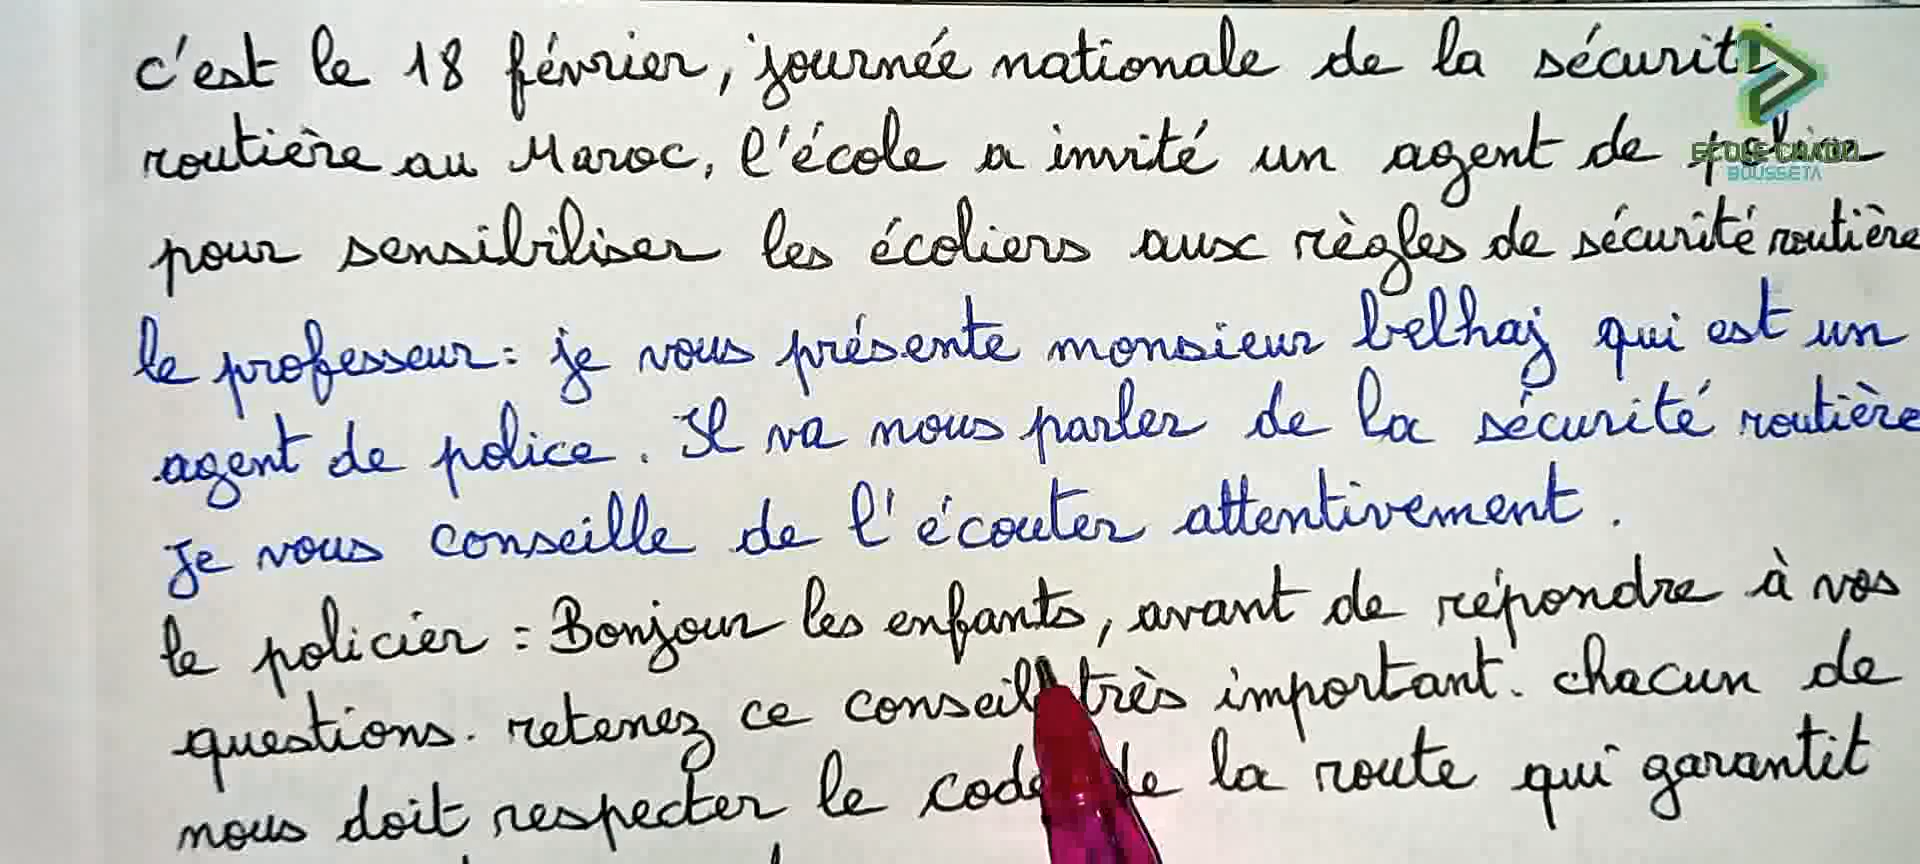 c'est le 18 février, journée nationale de la sécurité
routière au Maroc, l'école a invité un agent de police
pour sensibiliser les écoliers aux règles de sécurité routière
le professeur : je vous présente monsieur belhaj qui est un
agent de police. Il va nous parler de la sécurité routière
Je vous conseille de l'écouter attentivement.
le policier : Bonjour les enfants, avant de répondre à vos
questions. retenez ce conseil très important. chacun de
nous doit respecter le code de la route qui garantit
BOUSSETA